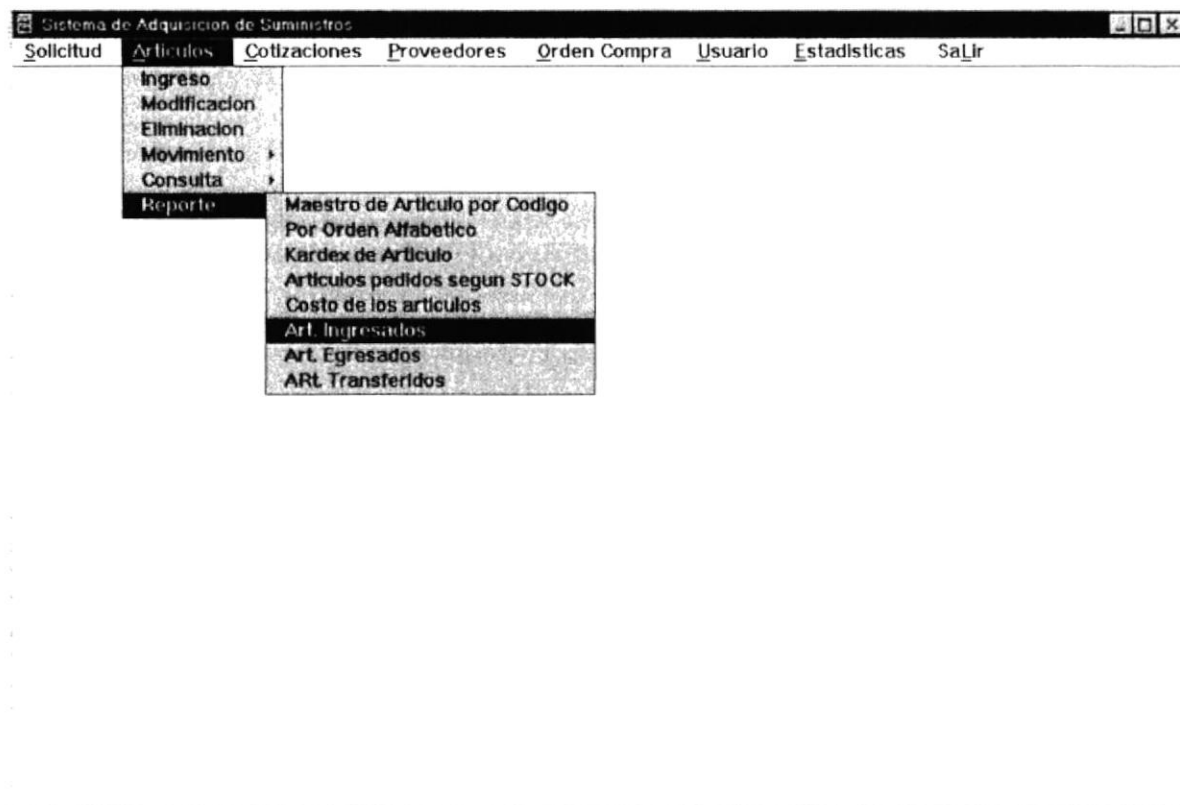 Sistema de Adquisicion de Suministros
Solicitud Articulos Cotizaciones Proveedores Orden Compra Usuario Estadisticas SaLir
Ingreso
Modificacion
Eliminacion
Movimiento
Consulta
Reporte
Maestro de Articulo por Codigo
Por Orden Alfabetico
Kardex de Articulo
Articulos pedidos segun STOCK
Costo de los articulos
Art. Ingresados
Art. Egresados
ARt. Transferidos